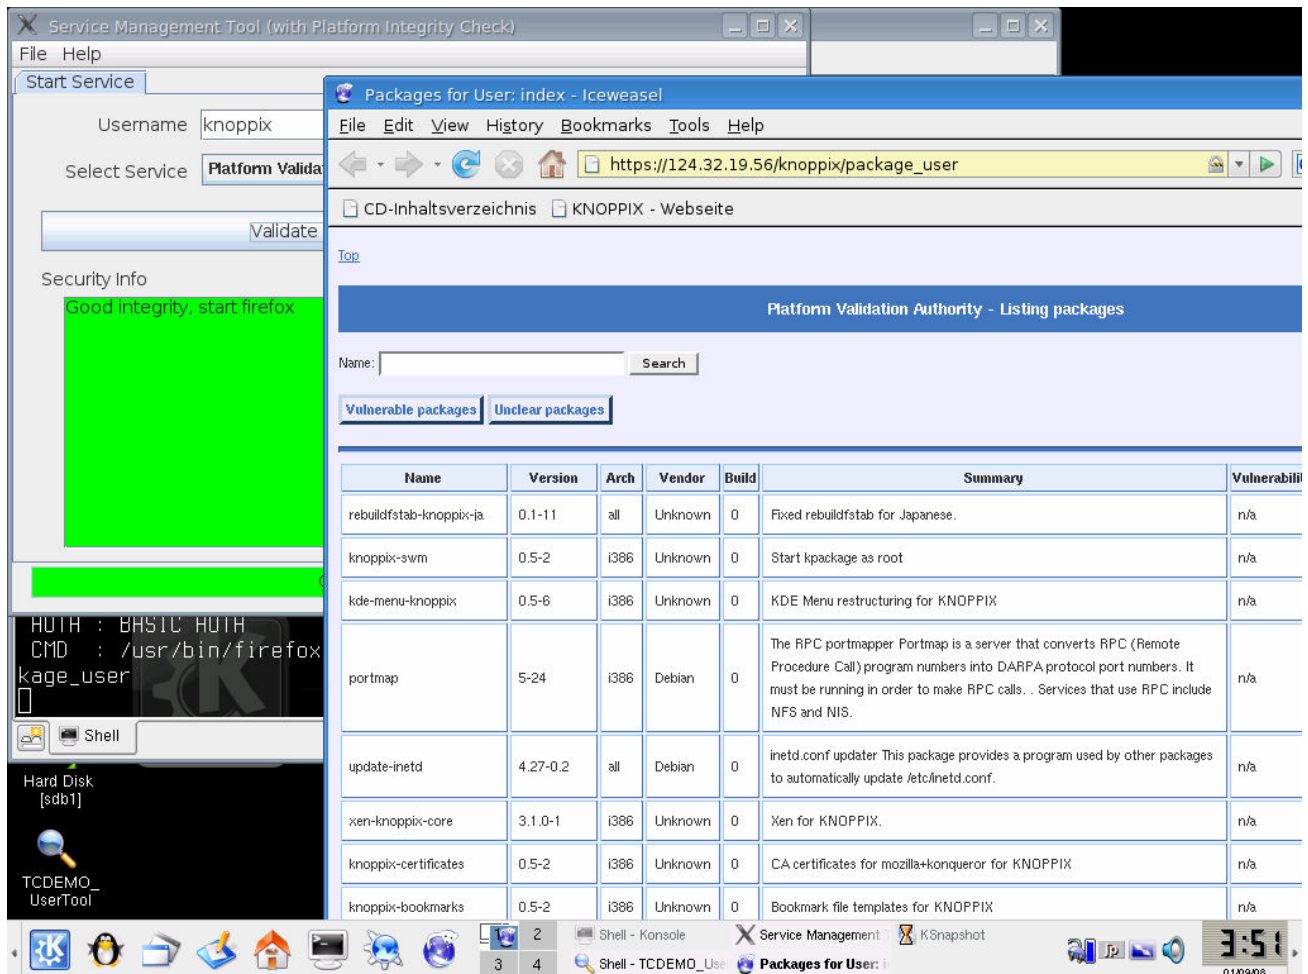 Service Management Tool (with Platform Integrity Check)
File Help
Start Service
Username knoppix
Select Service Platform Valida
Validate
Security Info
Good integrity, start firefox
AUTH : BASIC AUTH
CMD : /usr/bin/firefox
kage_user
Shell
Hard Disk
[sdb1]
TCDEMO_
UserTool
Packages for User: index - Iceweasel
File Edit View History Bookmarks Tools Help
https://124.32.19.56/knoppix/package_user
CD-Inhaltsverzeichnis KNOPPIX - Webseite
Top
Platform Validation Authority - Listing packages
Name: Search
Vulnerable packages Unclear packages
Name Version Arch Vendor Build Summary Vulnerabili
rebuildfstab-knoppix-ja 0.1-11 all Unknown 0 Fixed rebuildfstab for Japanese. n/a
knoppix-swm 0.5-2 i386 Unknown 0 Start kpackage as root n/a
kde-menu-knoppix 0.5-6 i386 Unknown 0 KDE Menu restructuring for KNOPPIX n/a
The RPC portmapper Portmap is a server that converts RPC (Remote
Procedure Call) program numbers into DARPA protocol port numbers. It
portmap 5-24 i386 Debian 0 must be running in order to make RPC calls. . Services that use RPC include n/a
NFS and NIS.
inetd.conf updater This package provides a program used by other packages
update-inetd 4.27-0.2 all Debian 0 to automatically update /etc/inetd.conf. n/a
xen-knoppix-core 3.1.0-1 i386 Unknown 0 Xen for KNOPPIX. n/a
knoppix-certificates 0.5-2 i386 Unknown 0 CA certificates for mozilla+konqueror for KNOPPIX n/a
knoppix-bookmarks 0.5-2 i386 Unknown 0 Bookmark file templates for KNOPPIX n/a
1 2 Shell - Konsole Service Management KSnapshot
3 4 Shell - TCDEMO_Use Packages for User: i
Jp 3:51
01/09/08